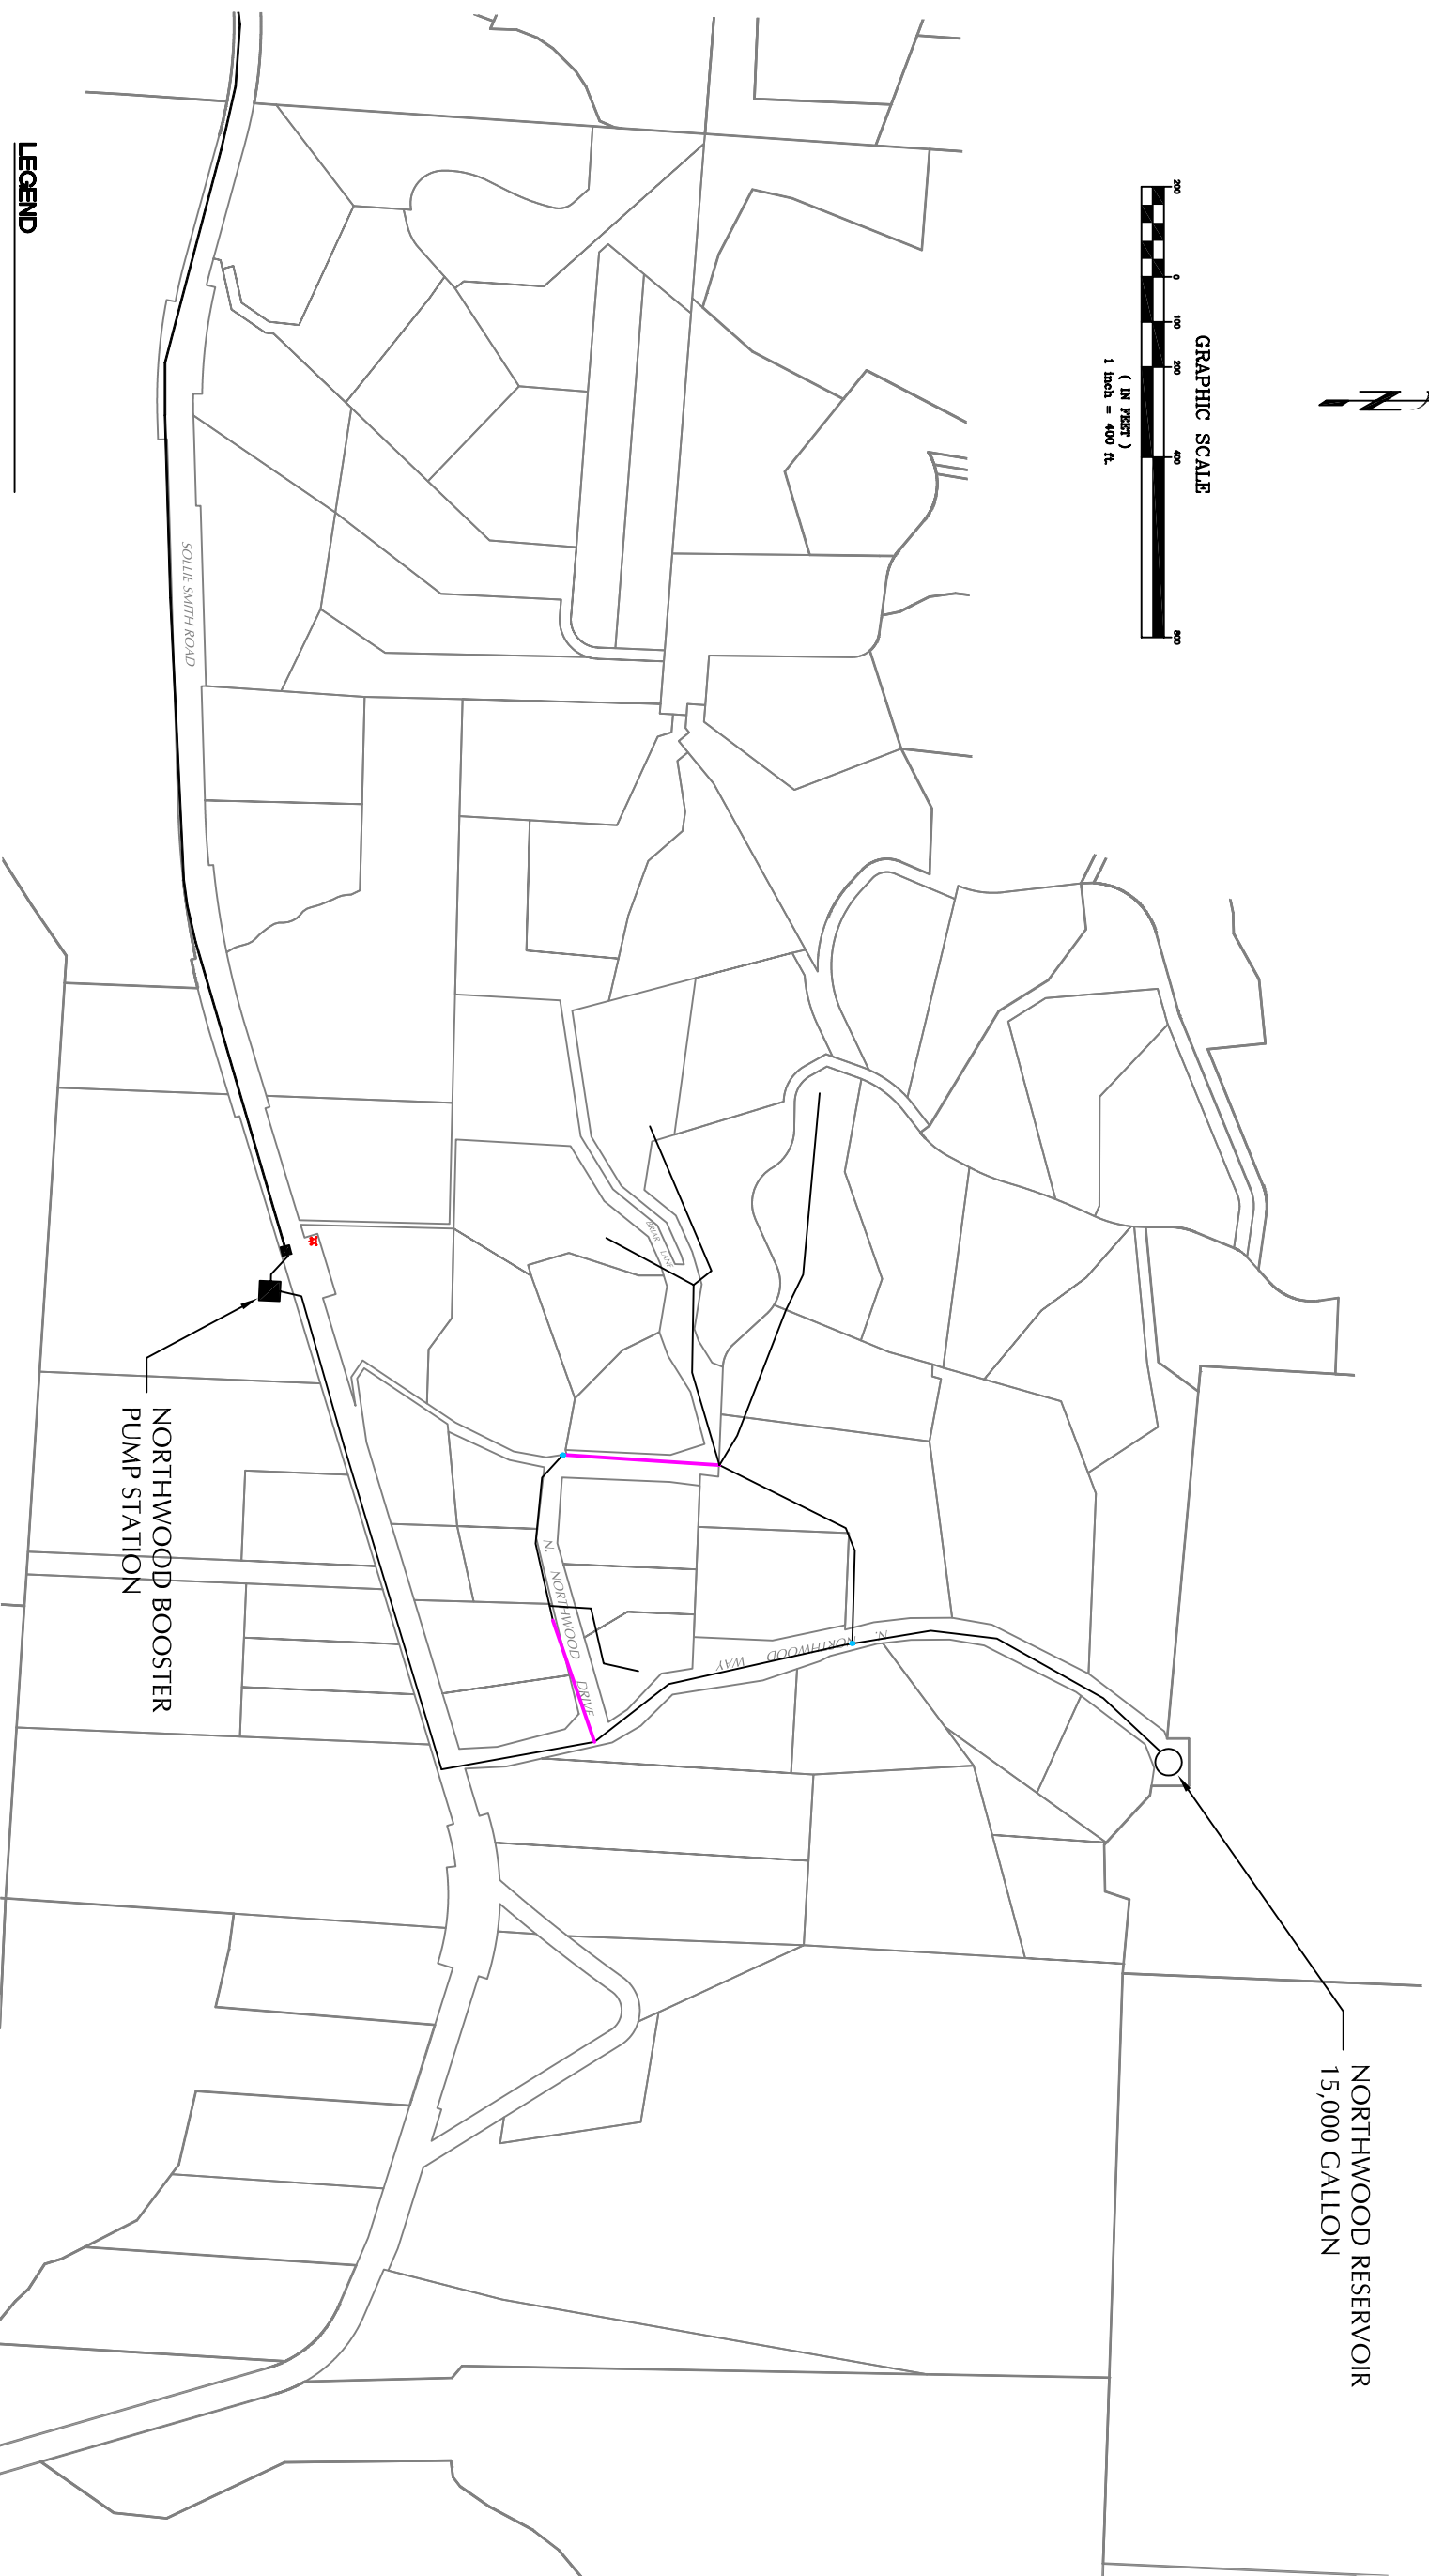 LEGEND
GRAPHIC SCALE
200 0 100 200 400 800
( IN FEET )
1 inch = 400 ft.
N
SOLLIE SMITH ROAD
BRIAR LANE
N. NORTHWOOD DRIVE
N. NORTHWOOD WAY
NORTHWOOD BOOSTER
PUMP STATION
NORTHWOOD RESERVOIR
15,000 GALLON